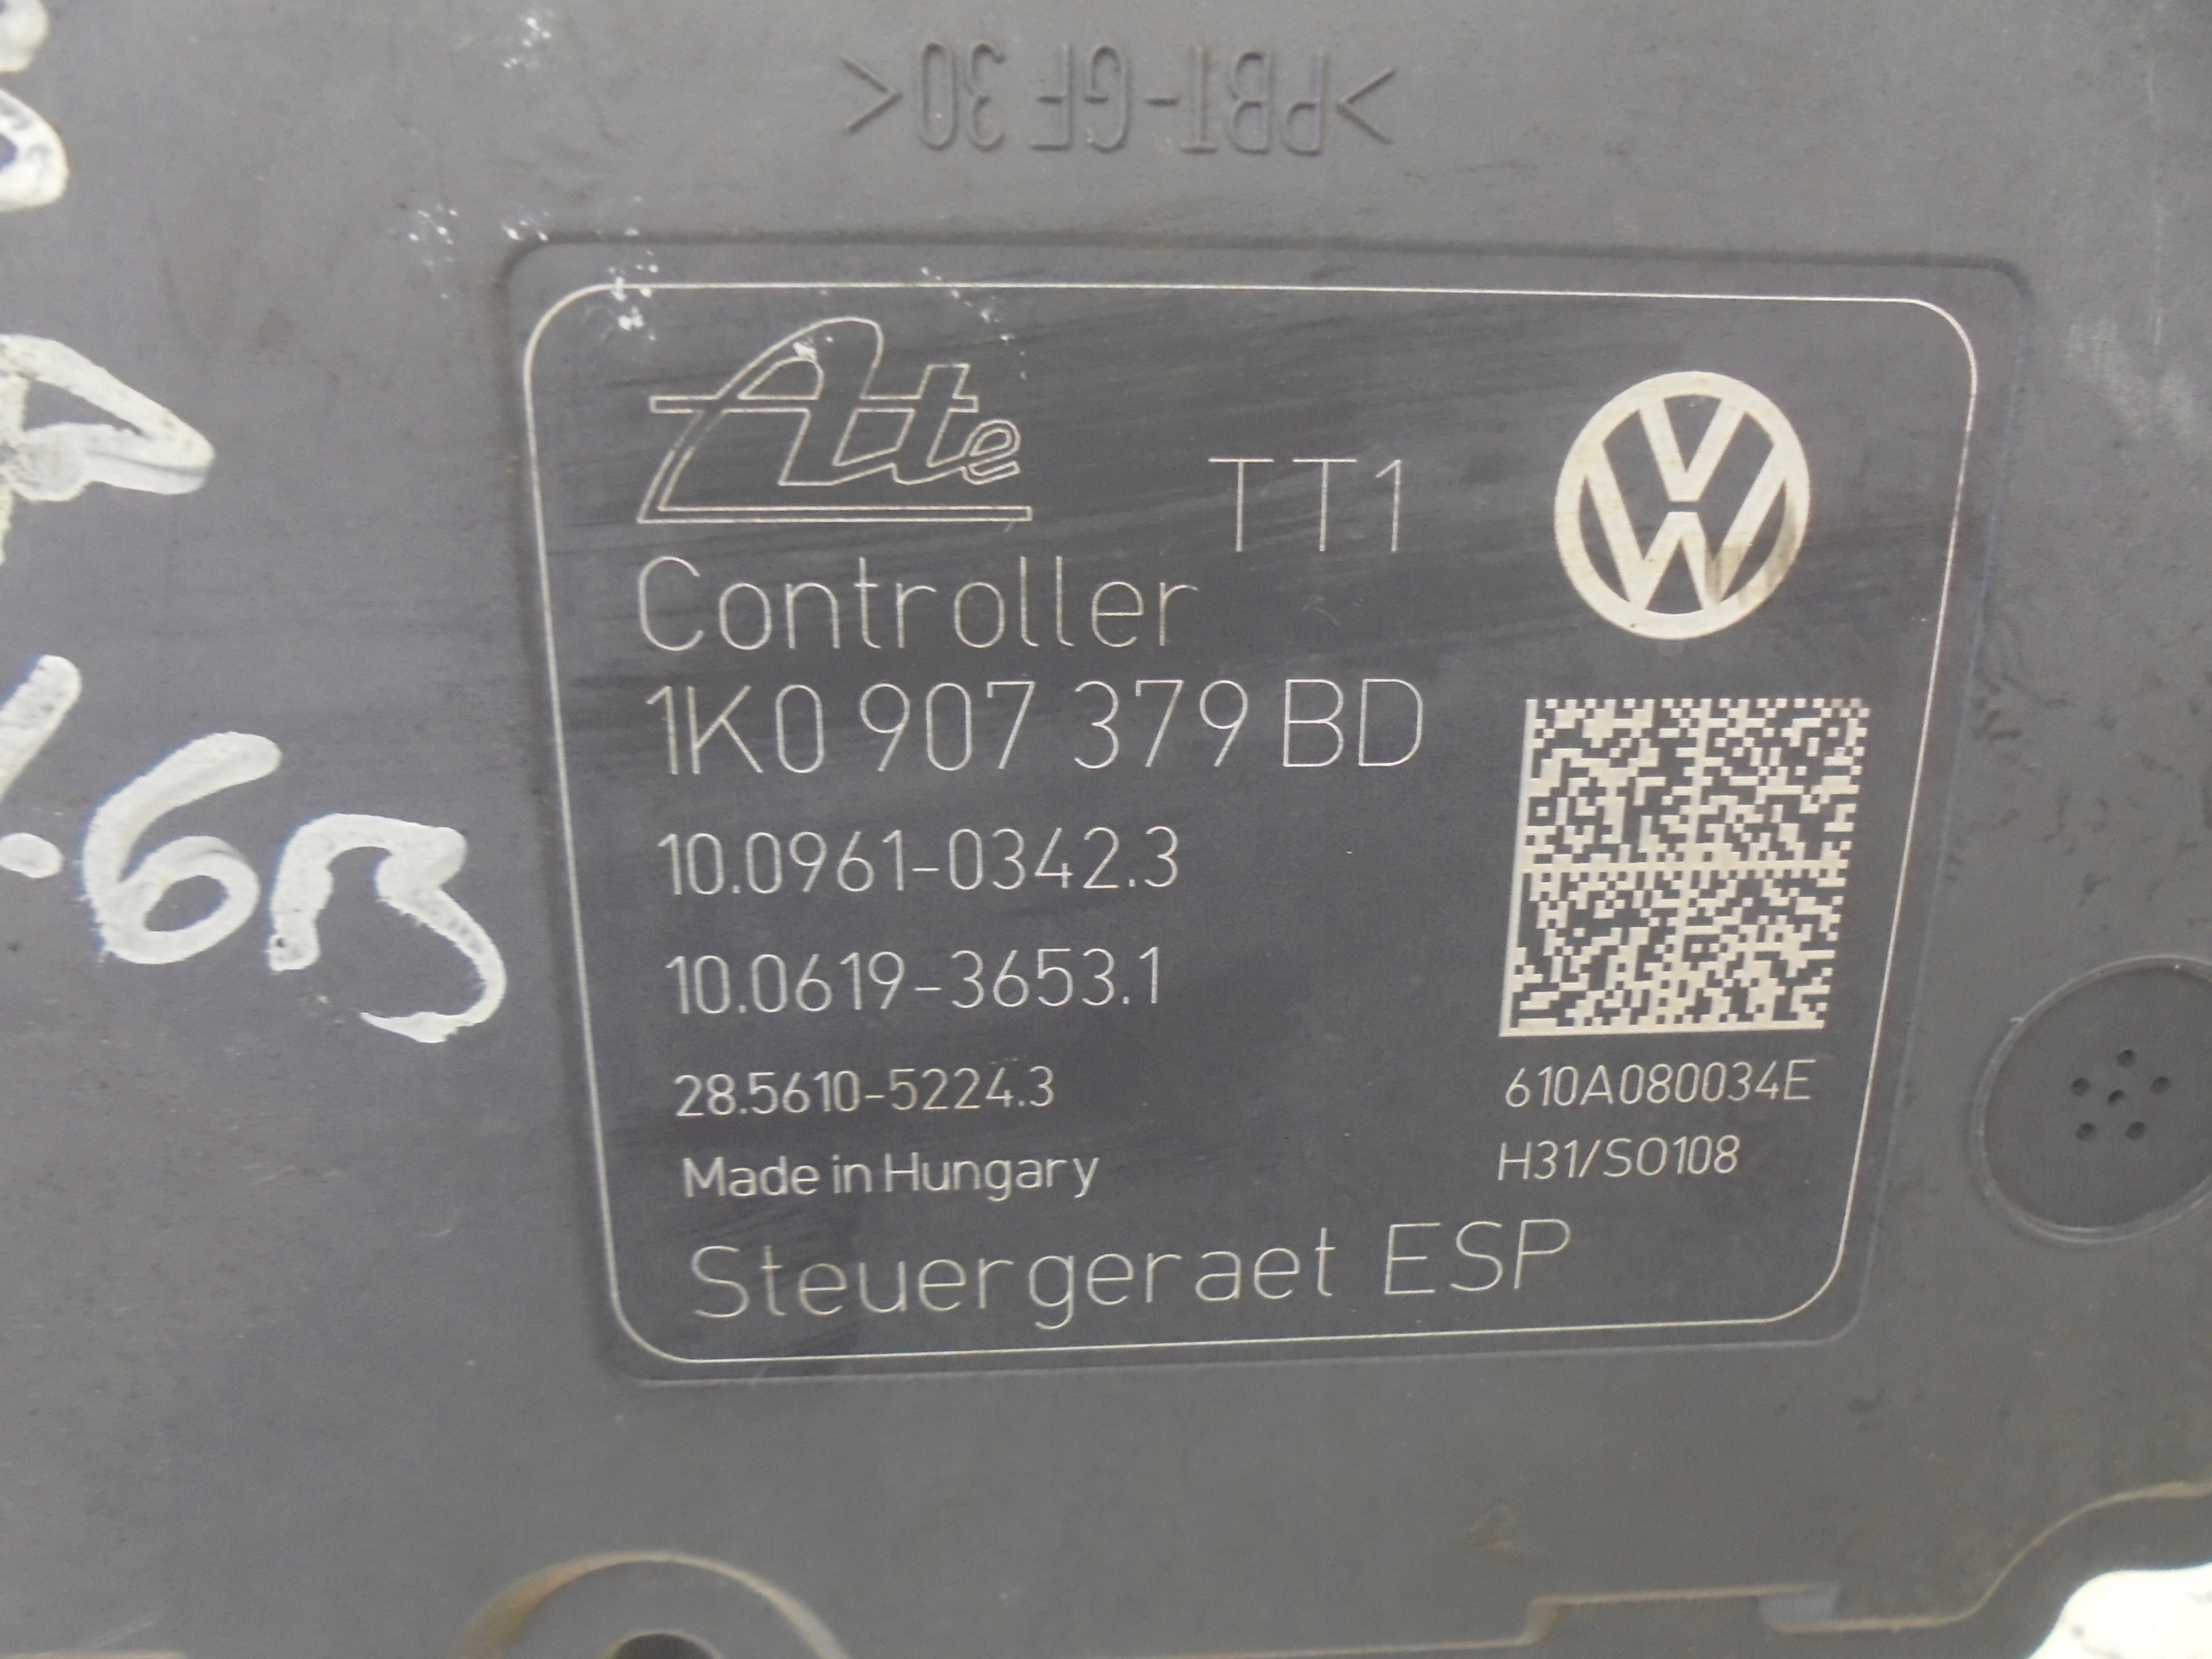 >PBT-GF 30<
Ate
TT1
Controller
1K0 907 379 BD
10.0961-0342.3
10.0619-3653.1
28.5610-5224.3
610A080034E
Made in Hungary
H31/SO108
Steuergeraet ESP